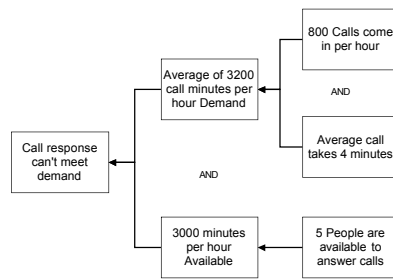 800 Calls come
in per hour
Average of 3200
call minutes per
hour Demand
AND
Average call
takes 4 minutes
Call response
can't meet
demand
AND
3000 minutes
per hour
Available
5 People are
available to
answer calls